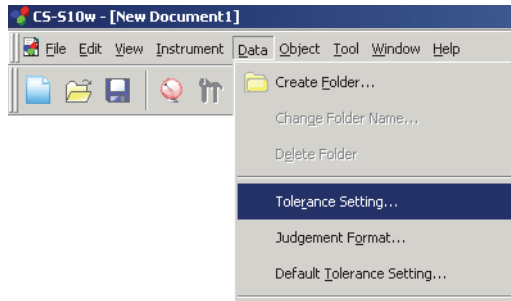 CS-S10w - [New Document1]
File Edit View Instrument Data Object Tool Window Help
Create Folder...
Change Folder Name...
Delete Folder
Tolerance Setting...
Judgement Format...
Default Tolerance Setting...